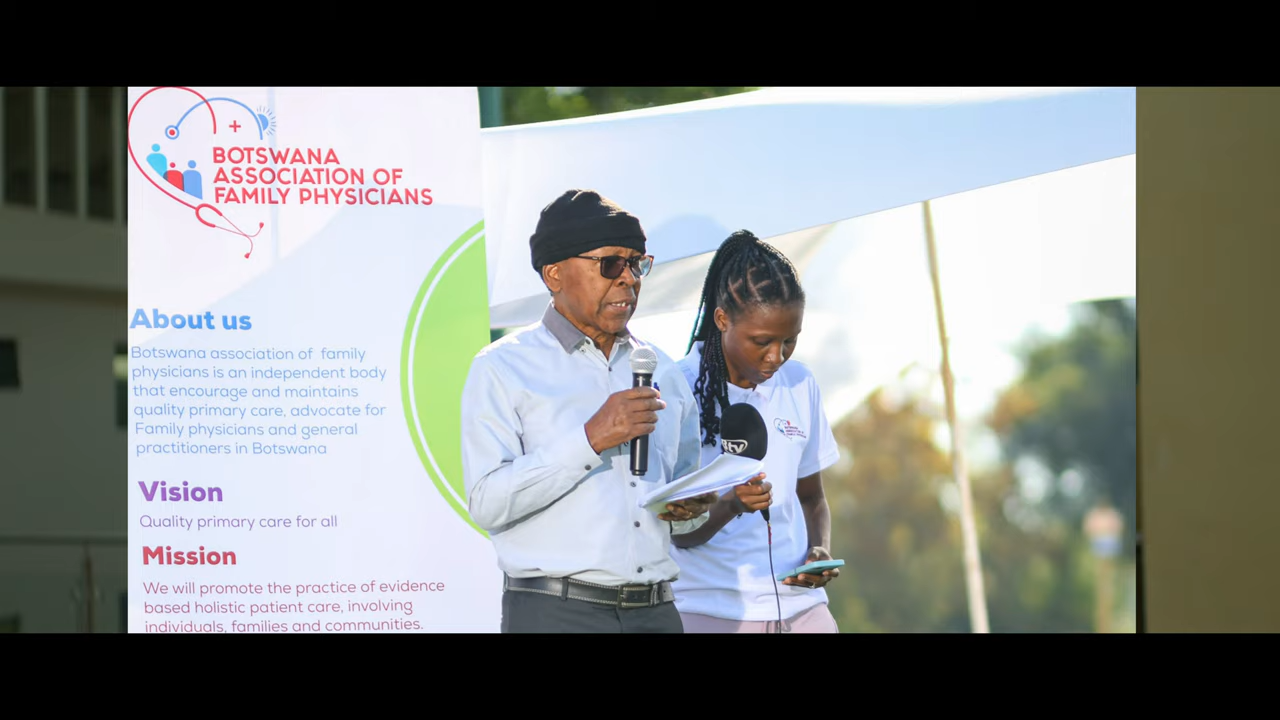 BOTSWANA
ASSOCIATION OF
FAMILY PHYSICIANS
About us
Botswana association of family
physicians is an independent body
that encourage and maintains
quality primary care, advocate for
Family physicians and general
practitioners in Botswana
Vision
Quality primary care for all
Mission
We will promote the practice of evidence
based holistic patient care, involving
individuals, families and communities.